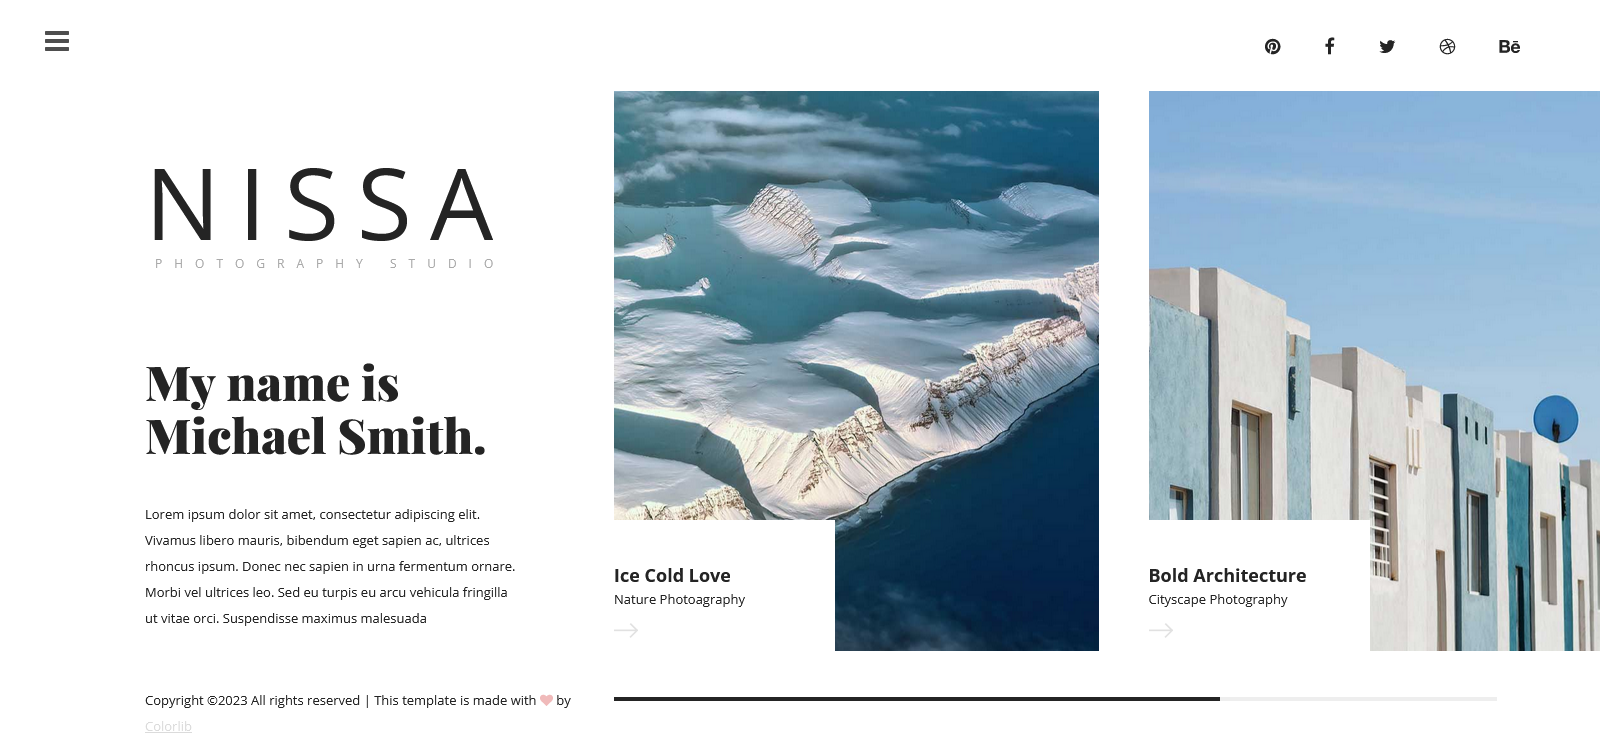 NISSA
PHOTOGRAPHY STUDIO
My name is
Michael Smith.
Lorem ipsum dolor sit amet, consectetur adipiscing elit.
Vivamus libero mauris, bibendum eget sapien ac, ultrices
rhoncus ipsum. Donec nec sapien in urna fermentum ornare.
Morbi vel ultrices leo. Sed eu turpis eu arcu vehicula fringilla
ut vitae orci. Suspendisse maximus malesuada
Copyright ©2023 All rights reserved | This template is made with ♥ by
Colorlib
Ice Cold Love
Nature Photoagraphy
Bold Architecture
Cityscape Photography